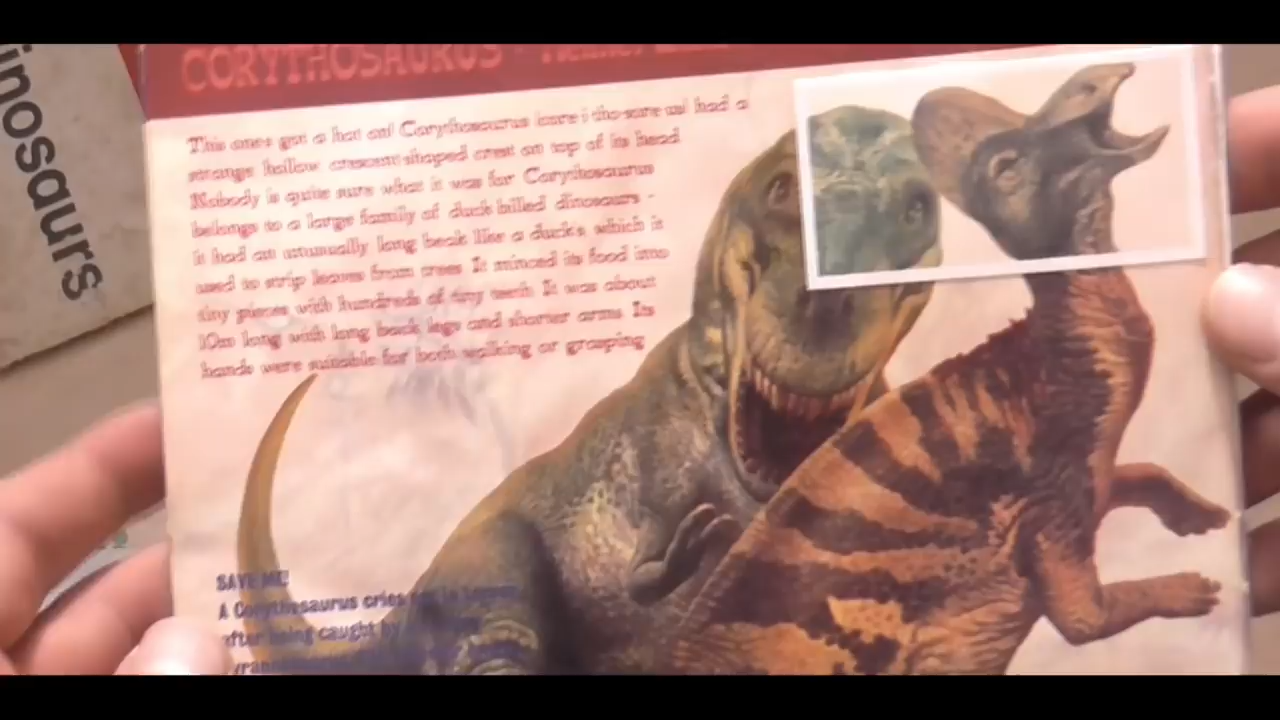 inosaurs
CORYTHOSAURUS -
This ones got a hat on! Corythosaurus (core i tho sore us) had a
strange hollow crescent-shaped crest on top of its head
Nobody is quite sure what it was for Corythosaurus
belongs to a large family of duck billed dinosaurs -
it had an unusually long beak like a ducks which it
used to strip leaves from trees It minced its food into
tiny pieces with hundreds of tiny teeth It was about
10m long with long back legs and shorter arms Its
hands were suitable for both walking or grasping
SAVE ME!
A Corythosaurus cries out in
after being caught by